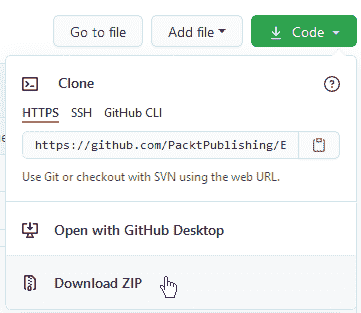 Go to file Add file Code
Clone
HTTPS SSH GitHub CLI
https://github.com/PacktPublishing/E
Use Git or checkout with SVN using the web URL.
Open with GitHub Desktop
Download ZIP